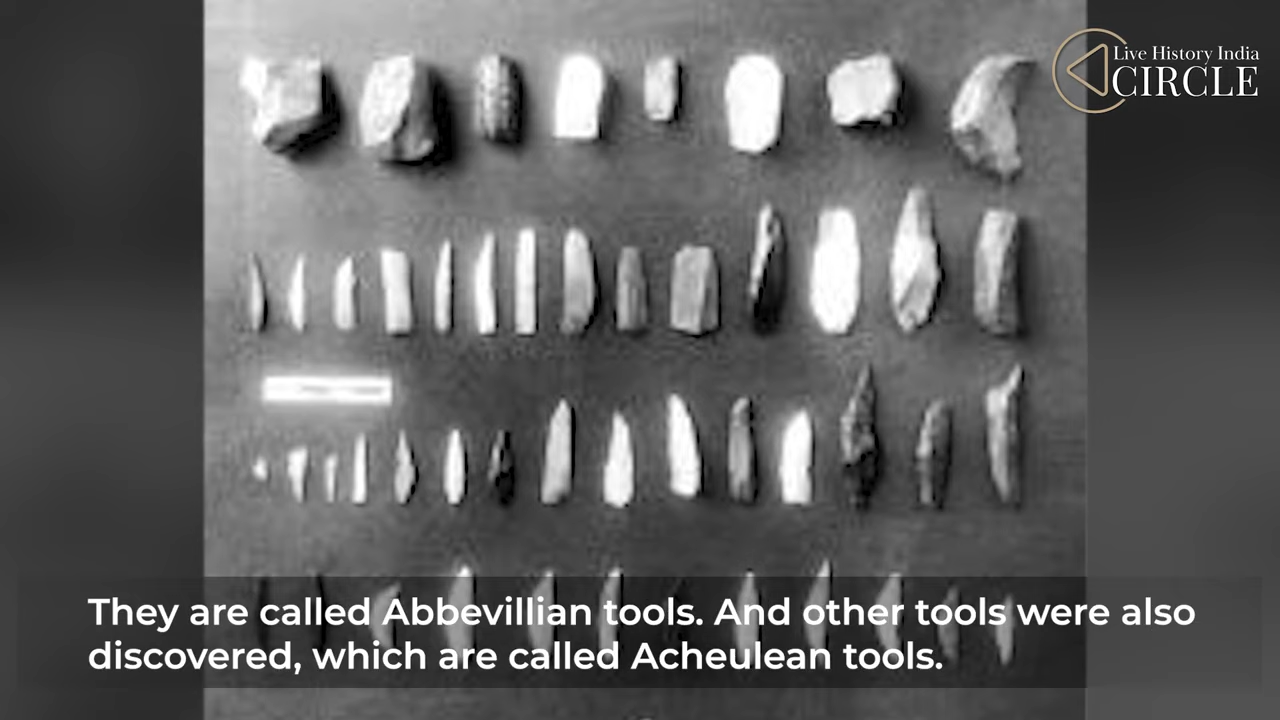 Live History India
CIRCLE
They are called Abbevillian tools. And other tools were also
discovered, which are called Acheulean tools.